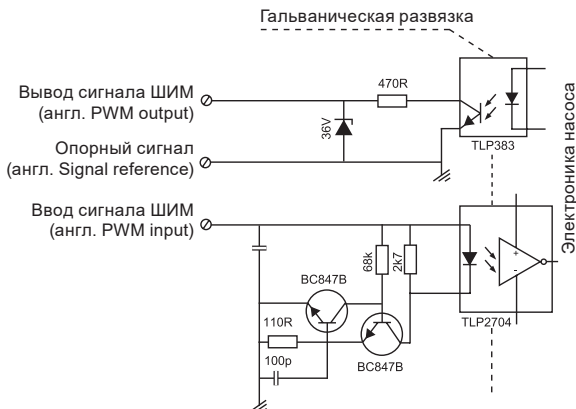 Гальваническая развязка
Вывод сигнала ШИМ
(англ. PWM output)
470R
36V
TLP383
Опорный сигнал
(англ. Signal reference)
Электроника насоса
Ввод сигнала ШИМ
(англ. PWM input)
68k
2k7
+
-
BC847B
TLP2704
110R
100p
BC847B